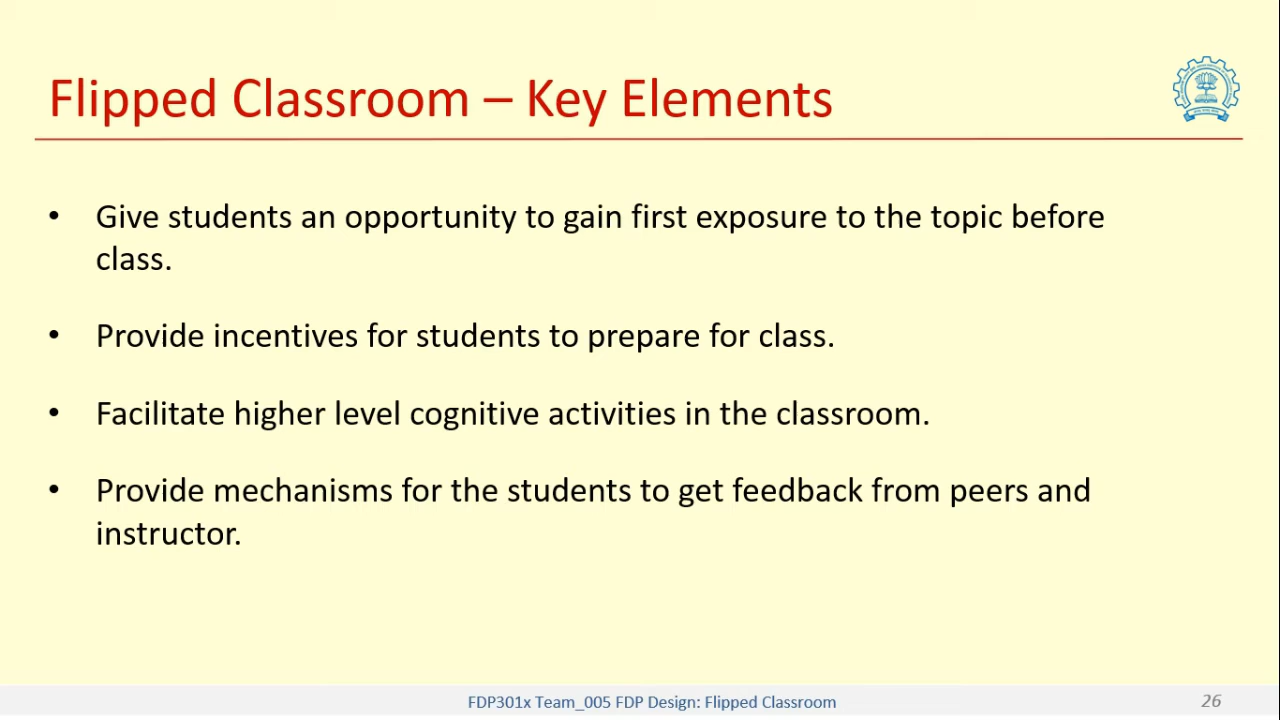 Flipped Classroom – Key Elements
• Give students an opportunity to gain first exposure to the topic before
class.
• Provide incentives for students to prepare for class.
• Facilitate higher level cognitive activities in the classroom.
• Provide mechanisms for the students to get feedback from peers and
instructor.
FDP301x Team_005 FDP Design: Flipped Classroom
26